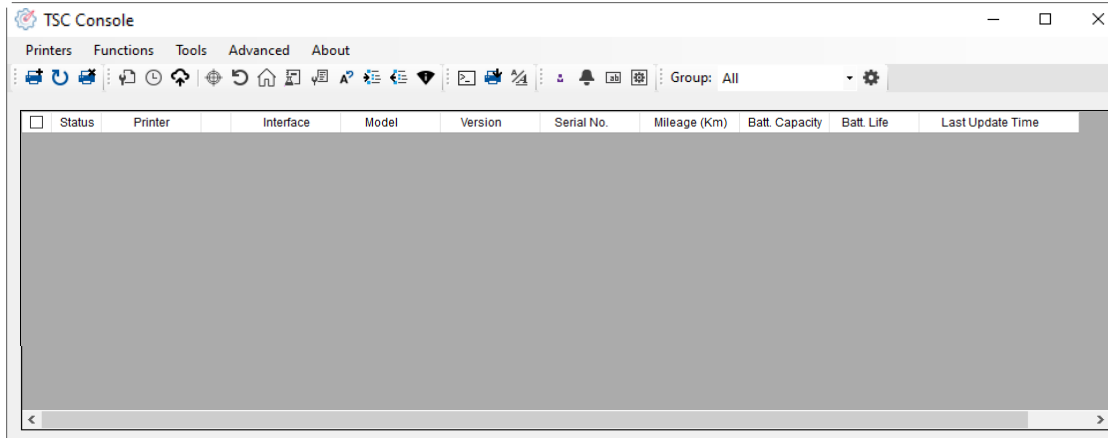 TSC Console
Printers Functions Tools Advanced About
Group: All
Status Printer Interface Model Version Serial No. Mileage (Km) Batt. Capacity Batt. Life Last Update Time